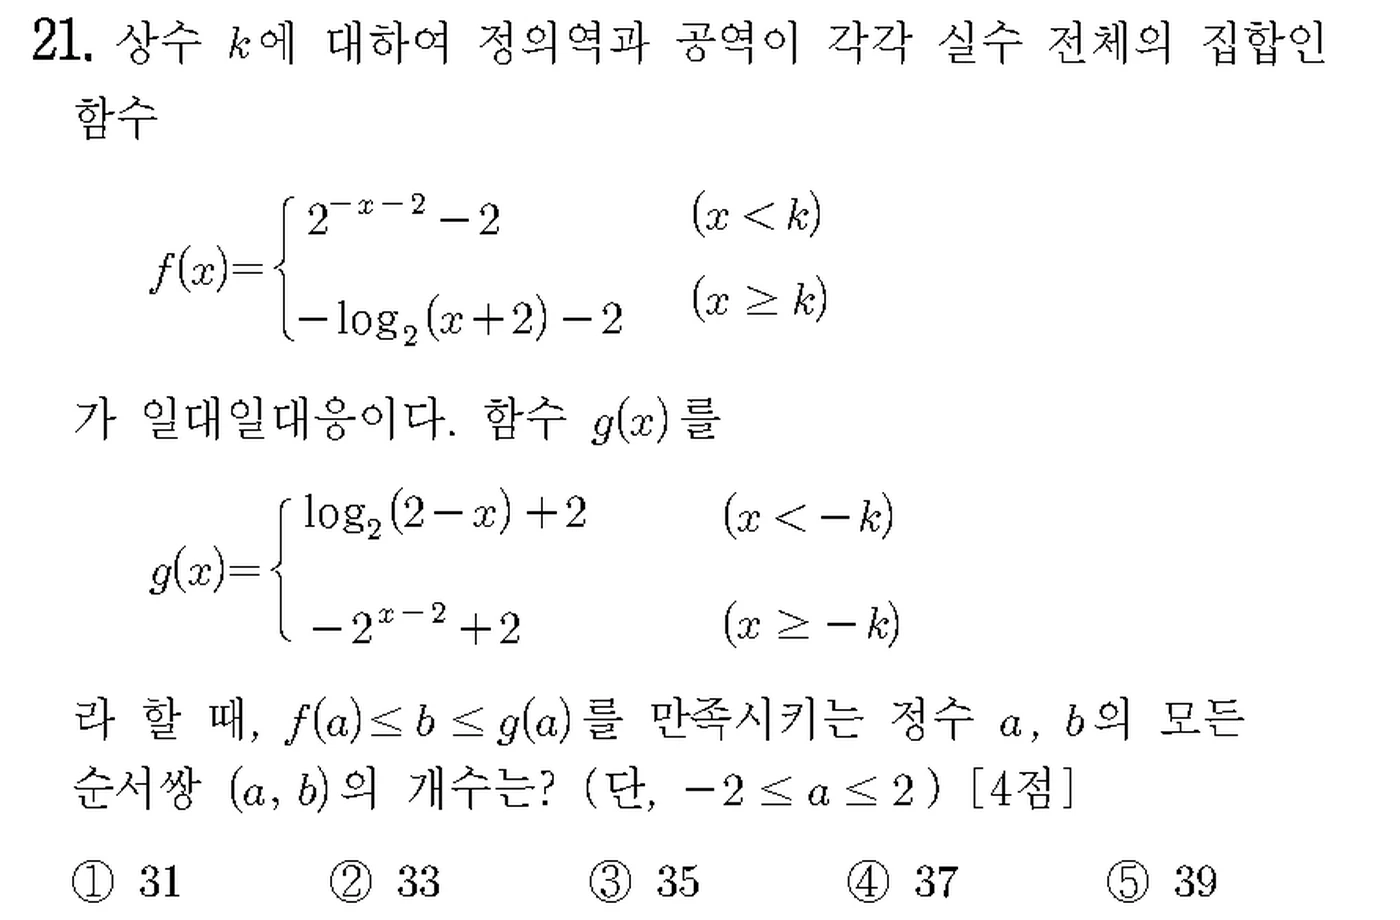 21. 상수 k에 대하여 정의역과 공역이 각각 실수 전체의 집합인
함수
f(x)={ 2^{-x-2}-2 (x<k)
-log₂(x+2)-2 (x ≥ k)
가 일대일대응이다. 함수 g(x)를
g(x)={ log₂(2-x)+2 (x<-k)
-2^{x-2}+2 (x ≥ -k)
라 할 때, f(a)≤b≤g(a)를 만족시키는 정수 a, b의 모든
순서쌍 (a, b)의 개수는? (단, -2≤a≤2) [4점]
① 31 ② 33 ③ 35 ④ 37 ⑤ 39